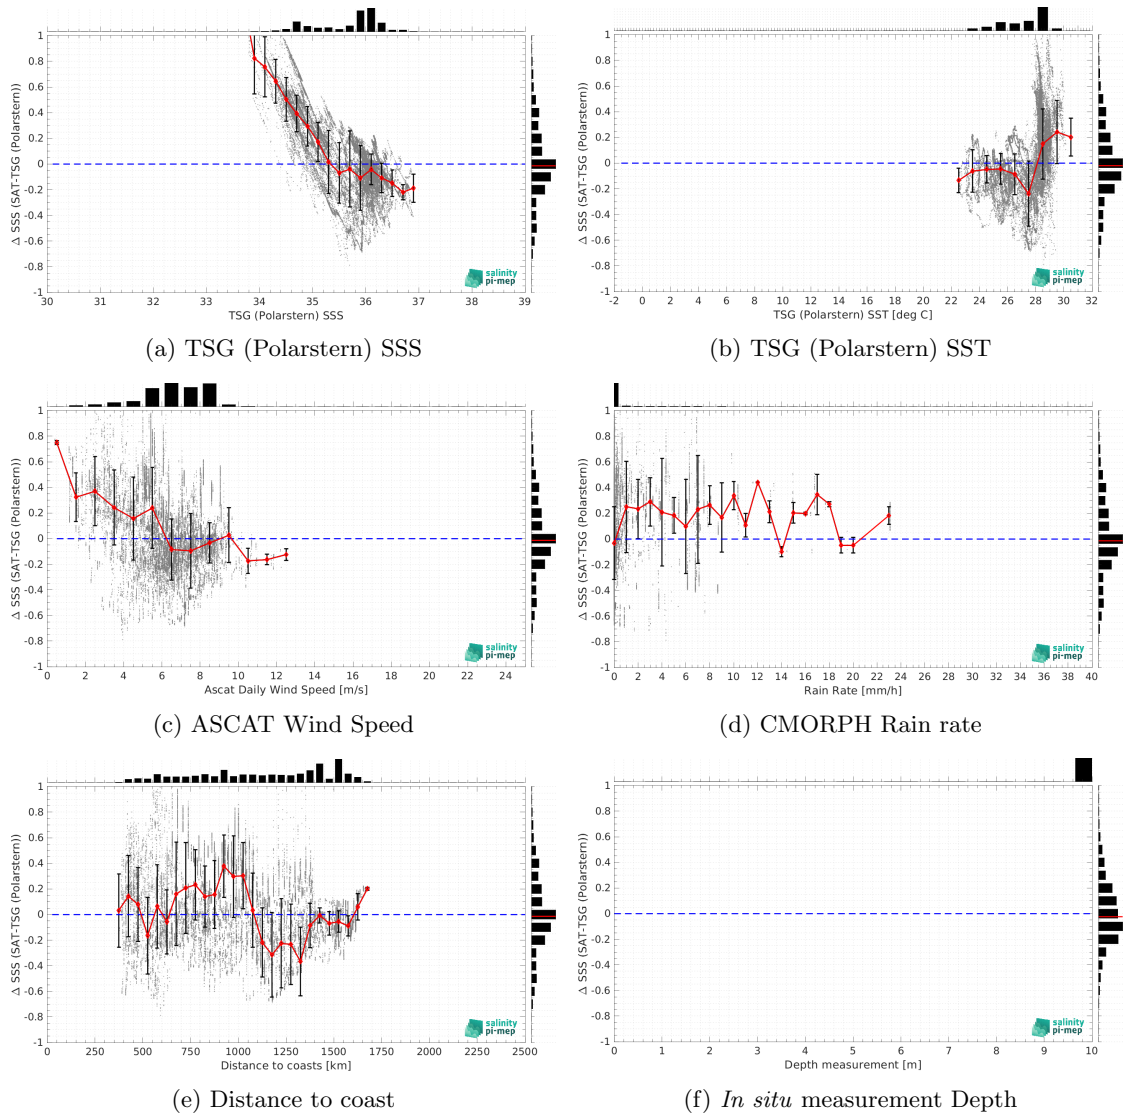 Δ SSS (SAT-TSG (Polarstern))
1
0.8
0.6
0.4
0.2
0
-0.2
-0.4
-0.6
-0.8
-1
30 31 32 33 34 35 36 37 38 39
TSG (Polarstern) SSS
salinity
pi-mep
(a) TSG (Polarstern) SSS
Δ SSS (SAT-TSG (Polarstern))
1
0.8
0.6
0.4
0.2
0
-0.2
-0.4
-0.6
-0.8
-1
-2 0 2 4 6 8 10 12 14 16 18 20 22 24 26 28 30 32
TSG (Polarstern) SST [deg C]
salinity
pi-mep
(b) TSG (Polarstern) SST
Δ SSS (SAT-TSG (Polarstern))
1
0.8
0.6
0.4
0.2
0
-0.2
-0.4
-0.6
-0.8
-1
0 2 4 6 8 10 12 14 16 18 20 22 24
Ascat Daily Wind Speed [m/s]
salinity
pi-mep
(c) ASCAT Wind Speed
Δ SSS (SAT-TSG (Polarstern))
1
0.8
0.6
0.4
0.2
0
-0.2
-0.4
-0.6
-0.8
-1
0 2 4 6 8 10 12 14 16 18 20 22 24 26 28 30 32 34 36 38 40
Rain Rate [mm/h]
salinity
pi-mep
(d) CMORPH Rain rate
Δ SSS (SAT-TSG (Polarstern))
1
0.8
0.6
0.4
0.2
0
-0.2
-0.4
-0.6
-0.8
-1
0 250 500 750 1000 1250 1500 1750 2000 2250 2500
Distance to coasts [km]
salinity
pi-mep
(e) Distance to coast
Δ SSS (SAT-TSG (Polarstern))
1
0.8
0.6
0.4
0.2
0
-0.2
-0.4
-0.6
-0.8
-1
0 1 2 3 4 5 6 7 8 9 10
Depth measurement [m]
salinity
pi-mep
(f) In situ measurement Depth